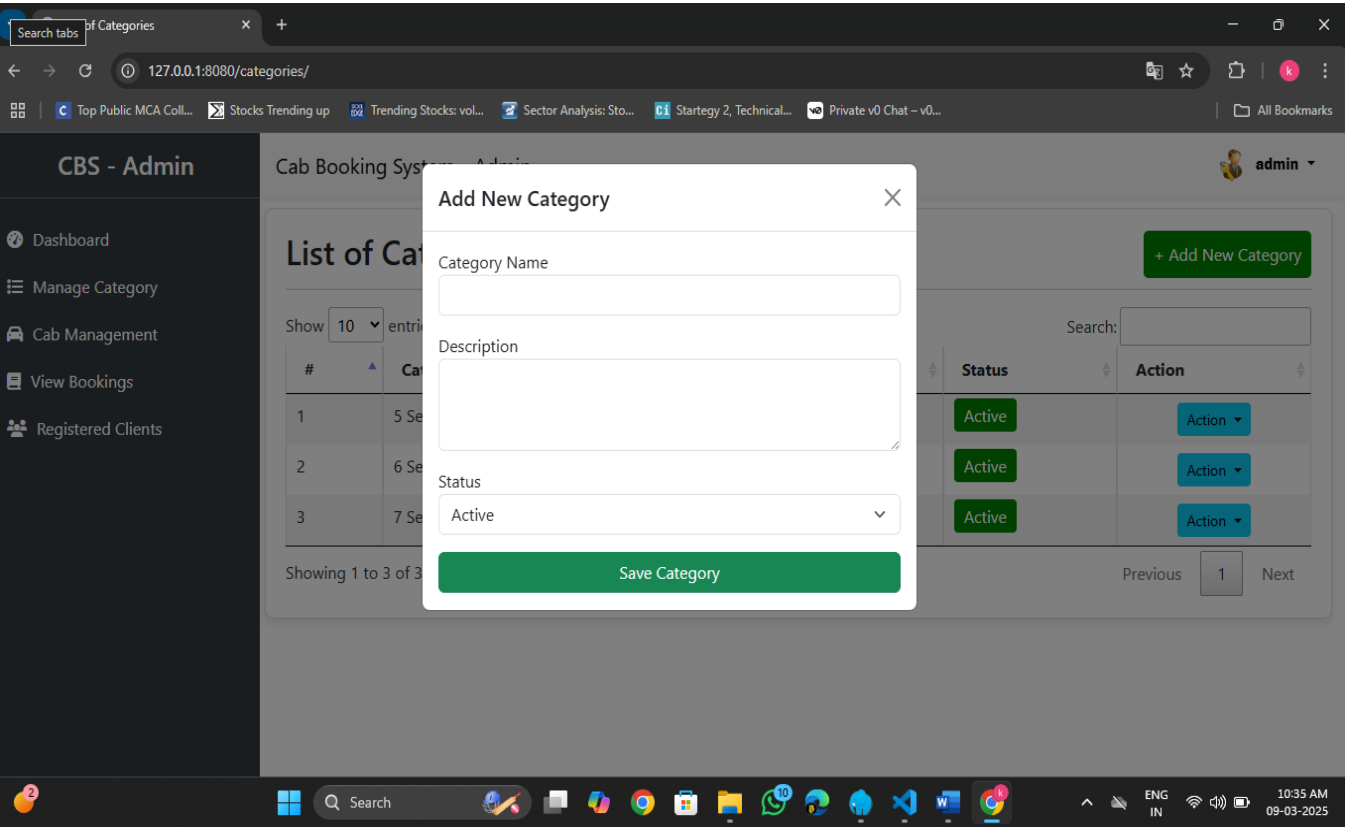 Search tabs
of Categories
127.0.0.1:8080/categories/
Top Public MCA Coll... Stocks Trending up Trending Stocks: vol... Sector Analysis: Sto... Startegy 2, Technical... Private v0 Chat – v0... All Bookmarks
CBS - Admin
Cab Booking Syst
admin
Dashboard
Manage Category
Cab Management
View Bookings
Registered Clients
List of Cat
+ Add New Category
Show 10 entri
Search:
# Cat Status Action
1 5 Se Active Action
2 6 Se Active Action
3 7 Se Active Action
Showing 1 to 3 of 3
Previous 1 Next
Add New Category
Category Name
Description
Status
Active
Save Category
2
Search
10
ENG
IN
10:35 AM
09-03-2025